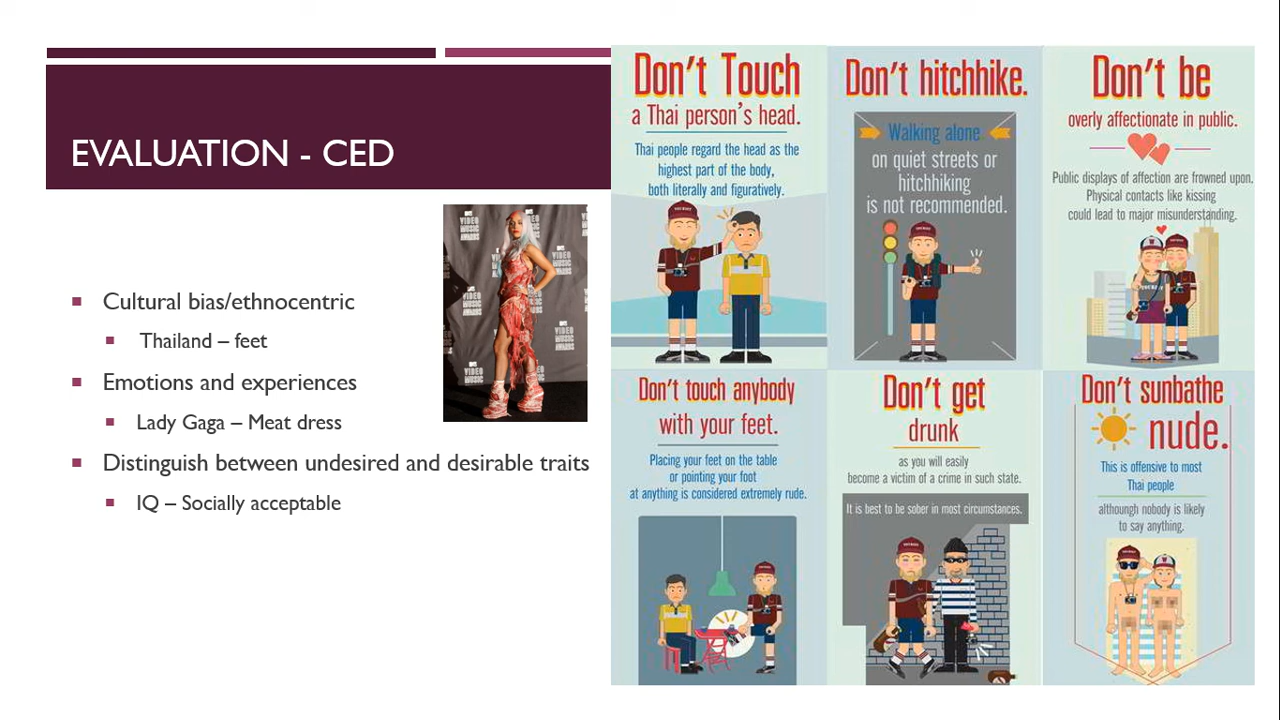 EVALUATION - CED
Cultural bias/ethnocentric
Thailand – feet
Emotions and experiences
Lady Gaga – Meat dress
Distinguish between undesired and desirable traits
IQ – Socially acceptable
Don't Touch
a Thai person's head.
Thai people regard the head as the
highest part of the body,
both literally and figuratively.
Don't hitchhike.
Walking alone
on quiet streets or
hitchhiking
is not recommended.
Don't be
overly affectionate in public.
Public displays of affection are frowned upon.
Physical contacts like kissing
could lead to major misunderstanding.
Don't touch anybody
with your feet.
Placing your feet on the table
or pointing your foot
at anything is considered extremely rude.
Don't get
drunk
as you will easily
become a victim of a crime in such state.
It is best to be sober in most circumstances.
Don't sunbathe
nude.
This is offensive to most
Thai people
although nobody is likely
to say anything.